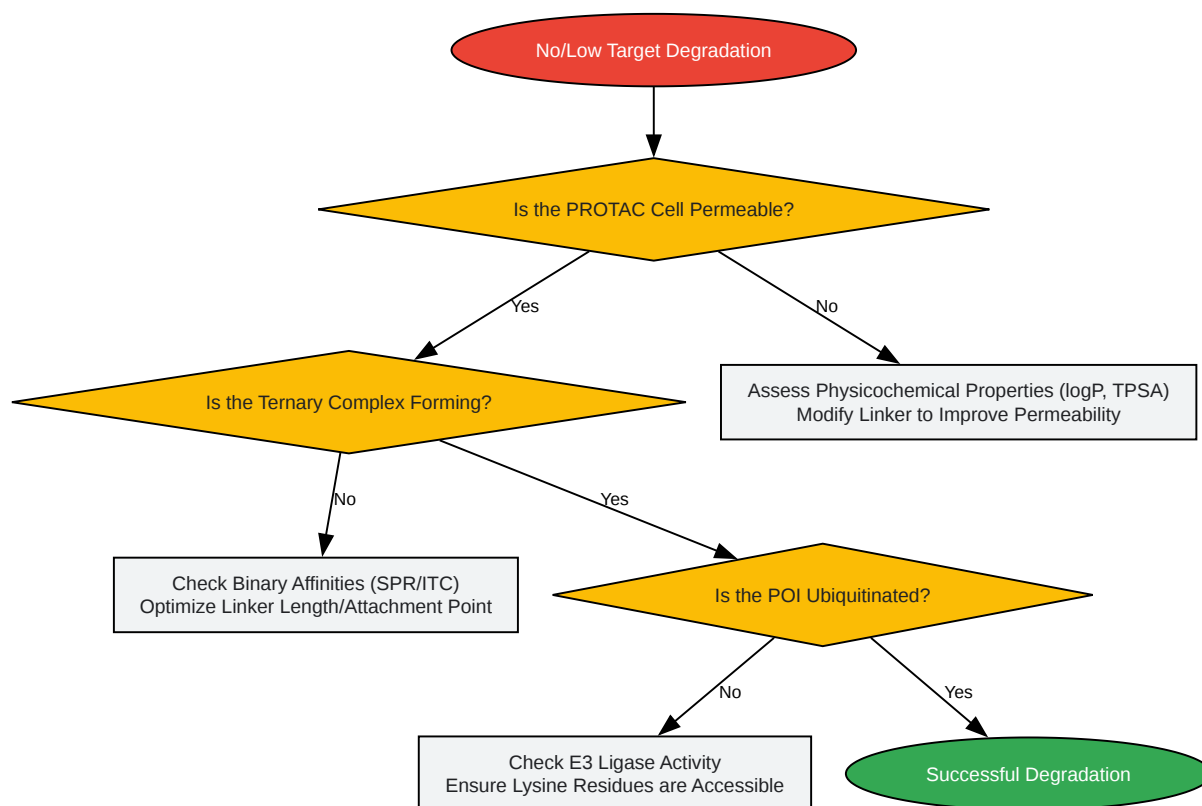 No/Low Target Degradation
Is the PROTAC Cell Permeable?
Yes
No
Is the Ternary Complex Forming?
Assess Physicochemical Properties (logP, TPSA)
Modify Linker to Improve Permeability
No
Yes
Check Binary Affinities (SPR/ITC)
Optimize Linker Length/Attachment Point
Is the POI Ubiquitinated?
No
Yes
Check E3 Ligase Activity
Ensure Lysine Residues are Accessible
Successful Degradation